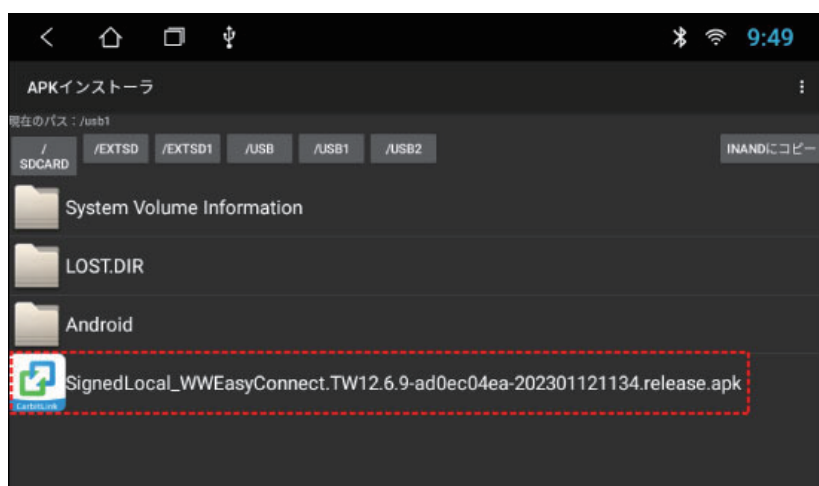 9:49
APKインストーラ
現在のパス：/usb1
/SDCARD /EXTSD /EXTSD1 /USB /USB1 /USB2 INANDにコピー
System Volume Information
LOST.DIR
Android
SignedLocal_WWEasyConnect.TW12.6.9-ad0ec04ea-202301121134.release.apk
CarbitLink